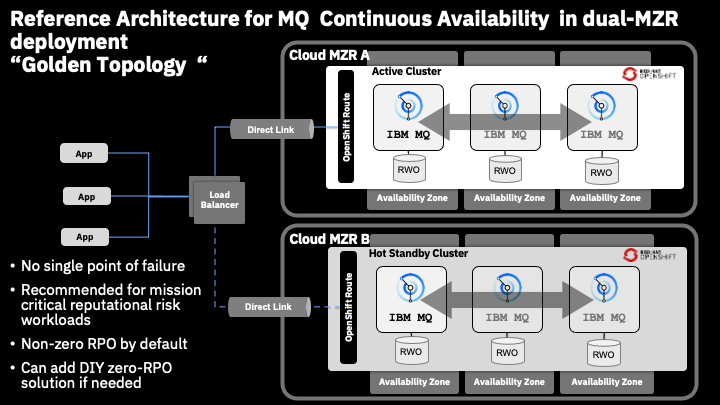 Reference Architecture for MQ Continuous Availability in dual-MZR
deployment
“Golden Topology “
Cloud MZR A
Active Cluster
RED HAT
OPENSHIFT
OpenShift Route
IBM MQ
IBM MQ
IBM MQ
RWO
RWO
RWO
Availability Zone
Availability Zone
Availability Zone
Direct Link
App
App
App
Load
Balancer
Cloud MZR B
Hot Standby Cluster
RED HAT
OPENSHIFT
OpenShift Route
IBM MQ
IBM MQ
IBM MQ
RWO
RWO
RWO
Availability Zone
Availability Zone
Availability Zone
Direct Link
• No single point of failure
• Recommended for mission
critical reputational risk
workloads
• Non-zero RPO by default
• Can add DIY zero-RPO
solution if needed